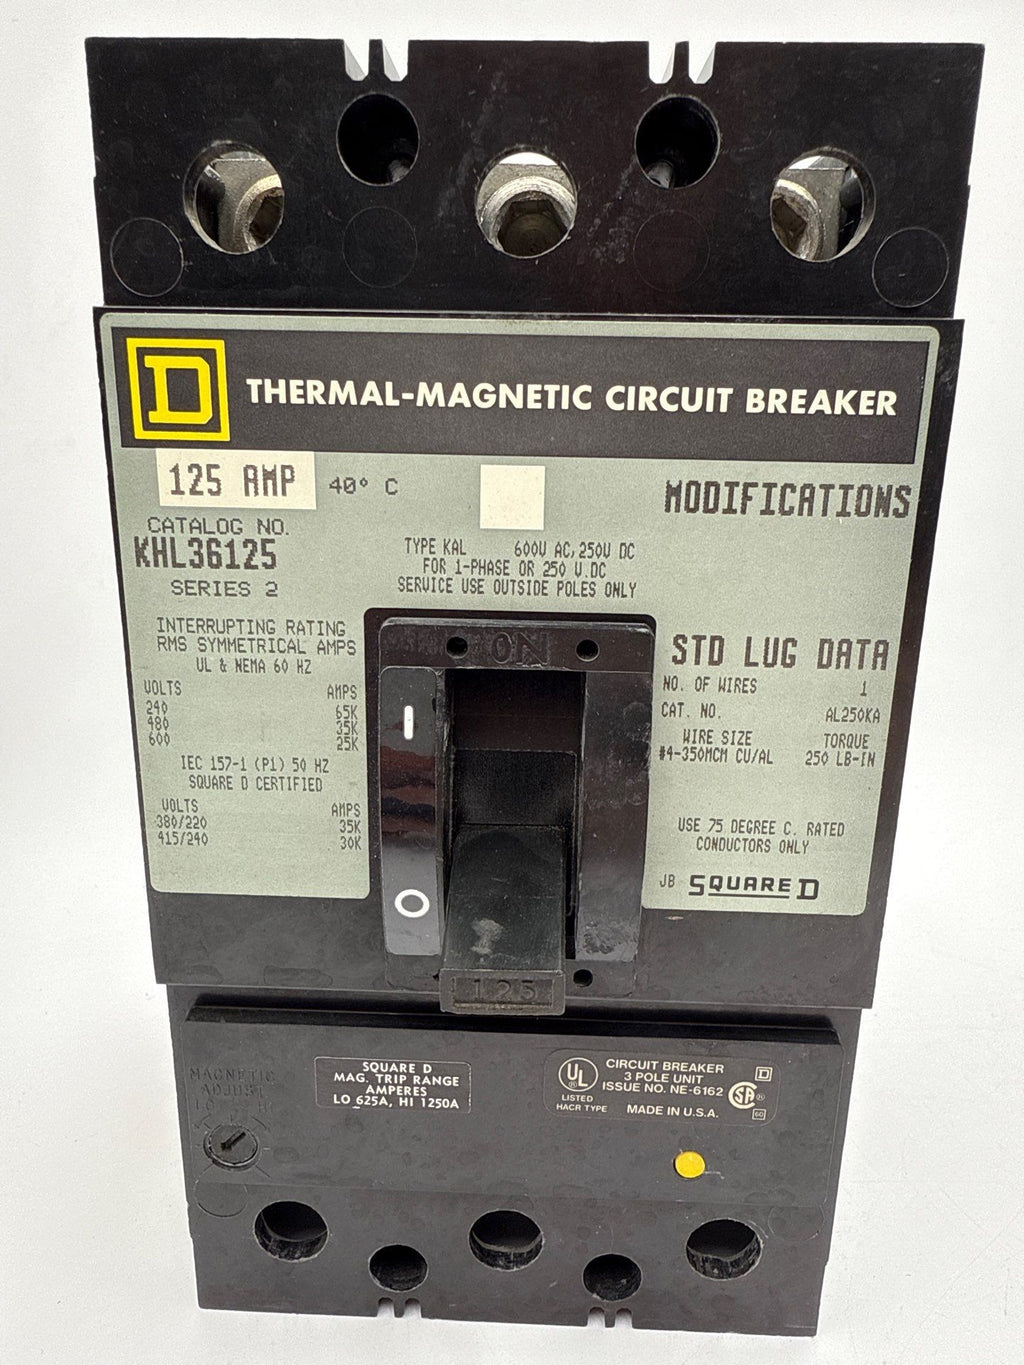 D THERMAL-MAGNETIC CIRCUIT BREAKER
125 AMP 40° C
MODIFICATIONS
CATALOG NO.
KHL36125
SERIES 2
TYPE KAL 600V AC, 250V DC
FOR 1-PHASE OR 250 V.DC
SERVICE USE OUTSIDE POLES ONLY
INTERRUPTING RATING
RMS SYMMETRICAL AMPS
UL & NEMA 60 HZ
VOLTS AMPS
240 65K
480 35K
600 25K
IEC 157-1 (P1) 50 HZ
SQUARE D CERTIFIED
VOLTS AMPS
380/220 35K
415/240 30K
ON
I
O
125
STD LUG DATA
NO. OF WIRES 1
CAT. NO. AL250KA
WIRE SIZE TORQUE
#4-350MCM CU/AL 250 LB-IN
USE 75 DEGREE C. RATED
CONDUCTORS ONLY
JB SQUARE D
MAGNETIC
ADJUST
LO HI
SQUARE D
MAG. TRIP RANGE
AMPERES
LO 625A, HI 1250A
UL ®
LISTED
HACR TYPE
CIRCUIT BREAKER
3 POLE UNIT
ISSUE NO. NE-6162
MADE IN U.S.A.
SA ®
D
60